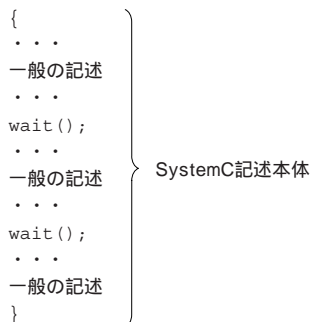 {
・・・
一般の記述
・・・
wait();
・・・
一般の記述
・・・
wait();
・・・
一般の記述
}
SystemC記述本体